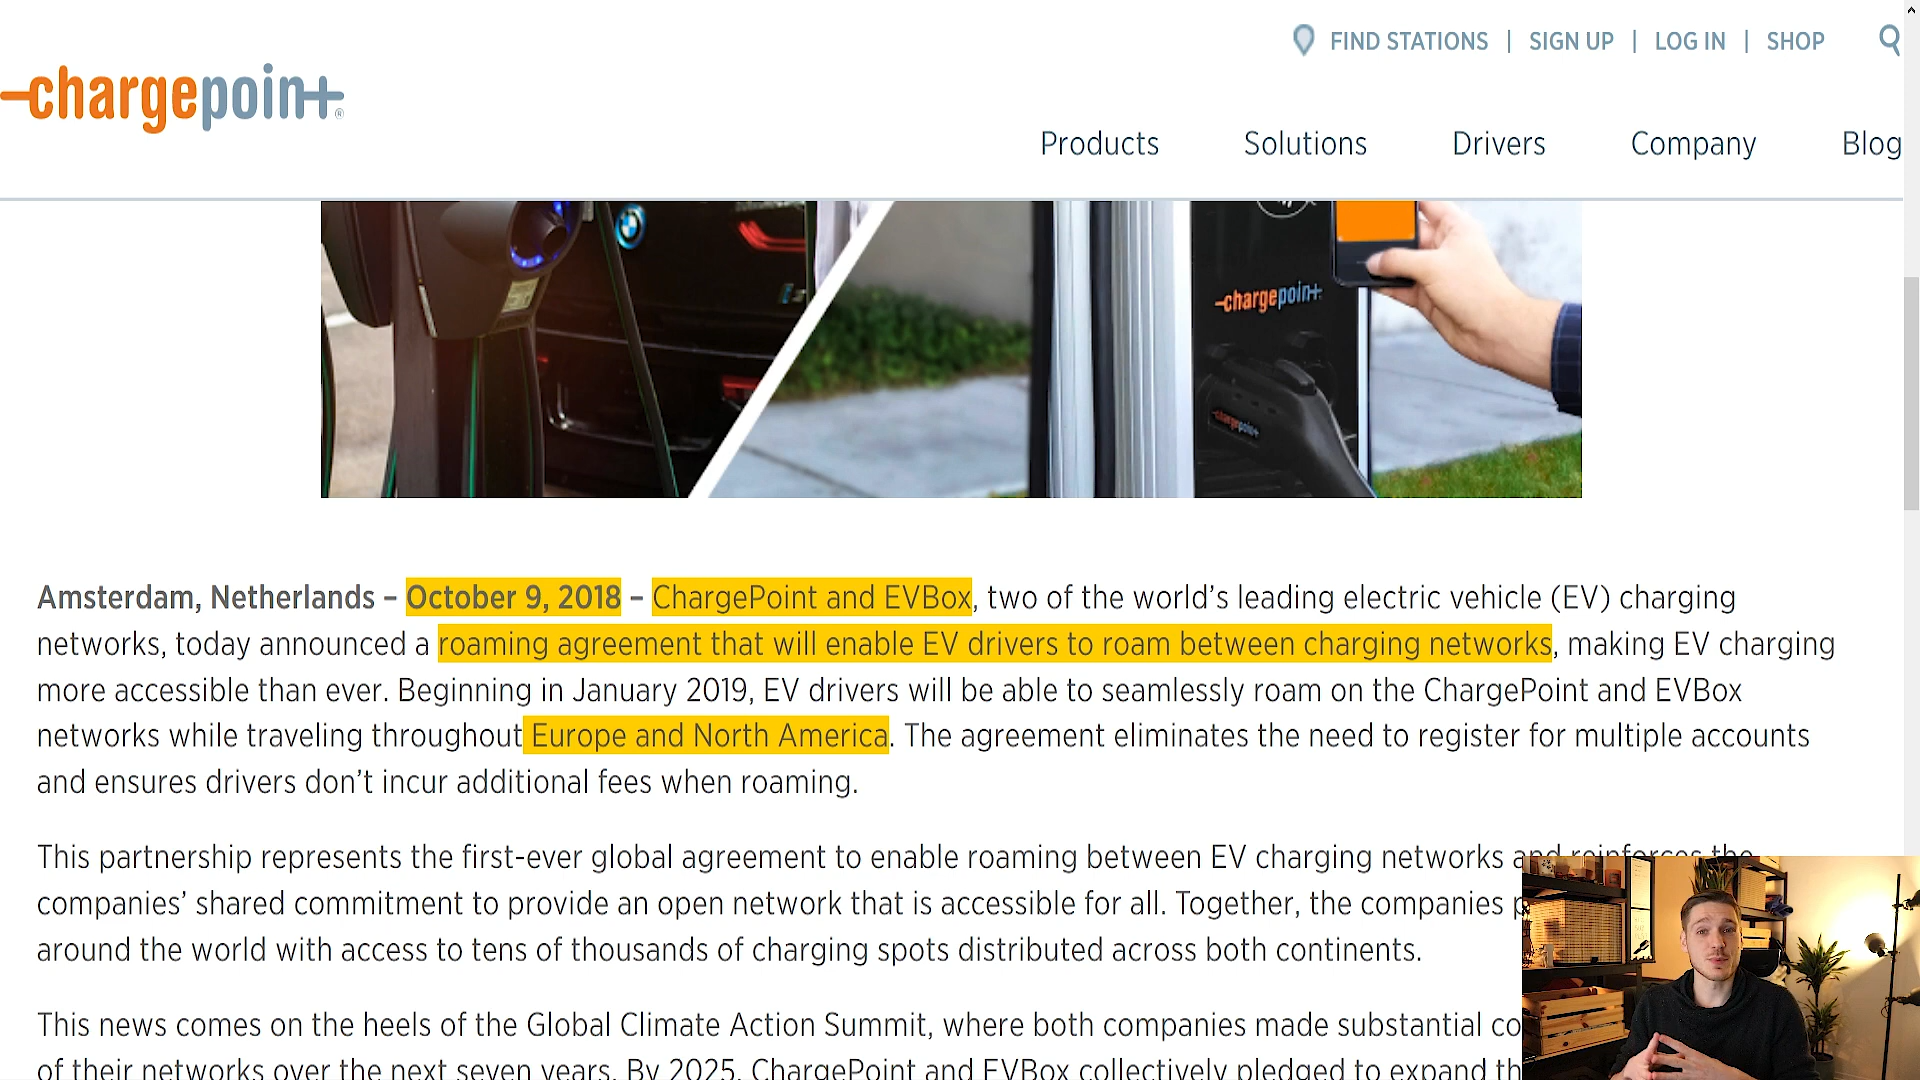 FIND STATIONS | SIGN UP | LOG IN | SHOP
chargepoint®
Products Solutions Drivers Company Blog
chargepoint
chargepoint
Amsterdam, Netherlands – October 9, 2018 – ChargePoint and EVBox, two of the world’s leading electric vehicle (EV) charging
networks, today announced a roaming agreement that will enable EV drivers to roam between charging networks, making EV charging
more accessible than ever. Beginning in January 2019, EV drivers will be able to seamlessly roam on the ChargePoint and EVBox
networks while traveling throughout Europe and North America. The agreement eliminates the need to register for multiple accounts
and ensures drivers don’t incur additional fees when roaming.
This partnership represents the first-ever global agreement to enable roaming between EV charging networks and reinforces the
companies’ shared commitment to provide an open network that is accessible for all. Together, the companies
around the world with access to tens of thousands of charging spots distributed across both continents.
This news comes on the heels of the Global Climate Action Summit, where both companies made substantial
of their networks over the next seven years. By 2025, ChargePoint and EVBox collectively pledged to expand